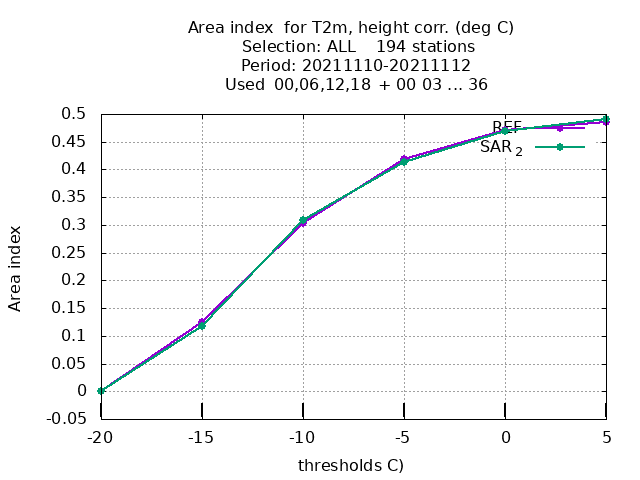 Area index  for T2m, height corr. (deg C)
Selection: ALL    194 stations
Period: 20211110-20211112
Used  00,06,12,18  + 00 03 ... 36
0.5
REF
0.45
SAR 2
0.4
0.35
0.3
0.25
0.2
0.15
0.1
0.05
0
-0.05
Area index
-20 -15 -10 -5 0 5
thresholds C)